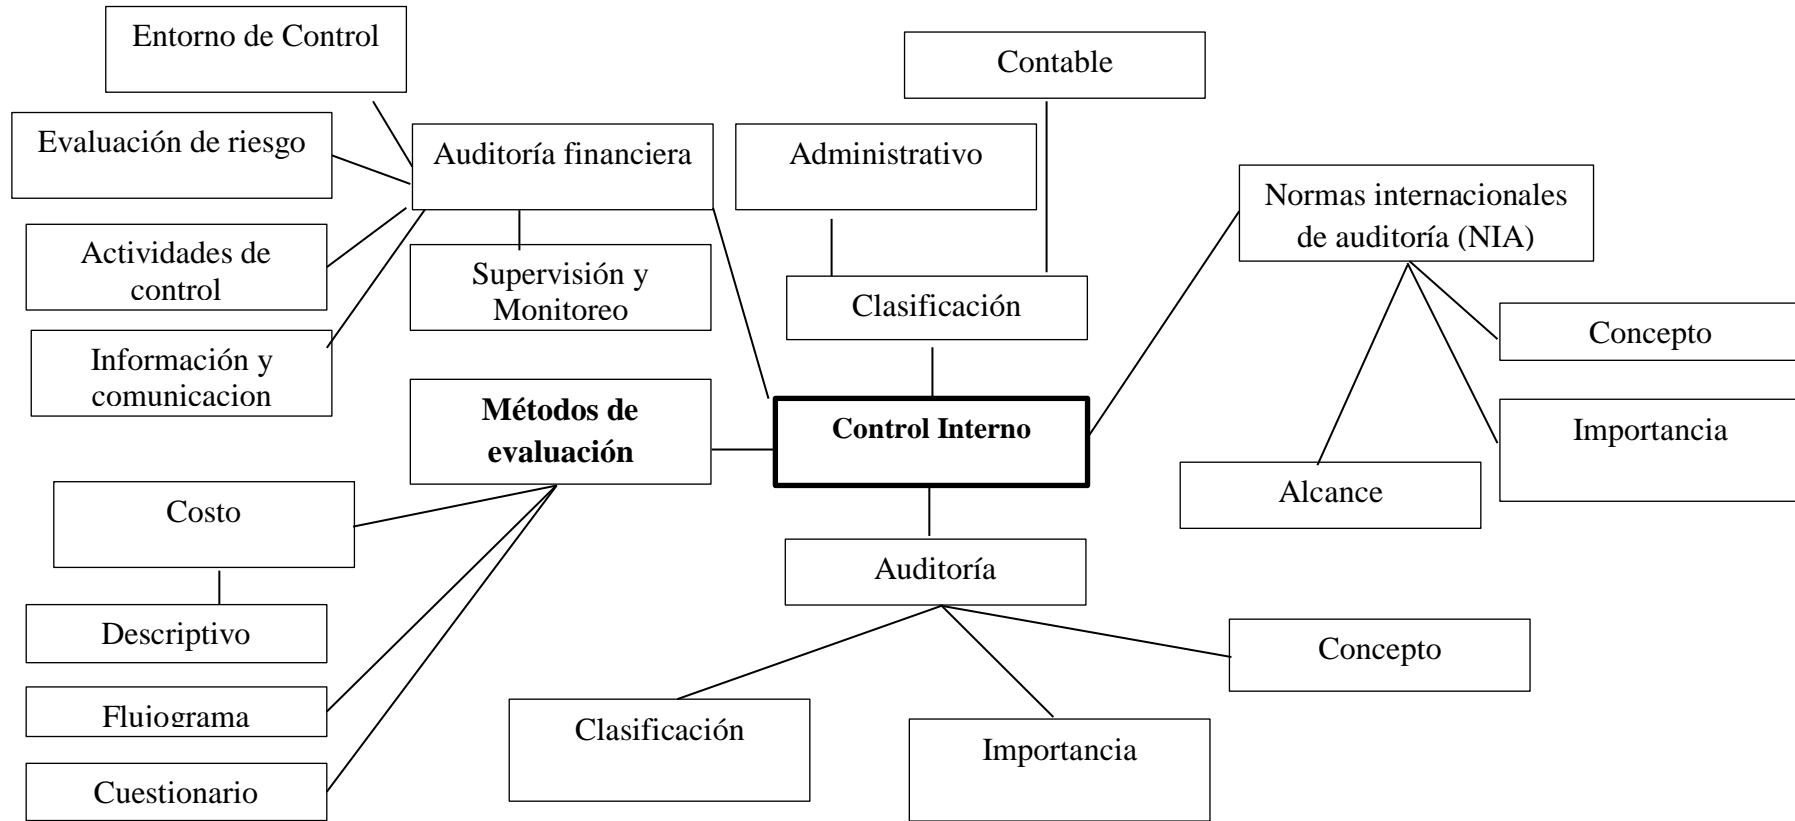 Entorno de Control
Contable
Evaluación de riesgo
Auditoría financiera
Administrativo
Normas internacionales
de auditoría (NIA)
Actividades de
control
Supervisión y
Monitoreo
Clasificación
Concepto
Información y
comunicacion
Métodos de
evaluación
Control Interno
Importancia
Alcance
Costo
Auditoría
Descriptivo
Concepto
Flujograma
Clasificación
Importancia
Cuestionario